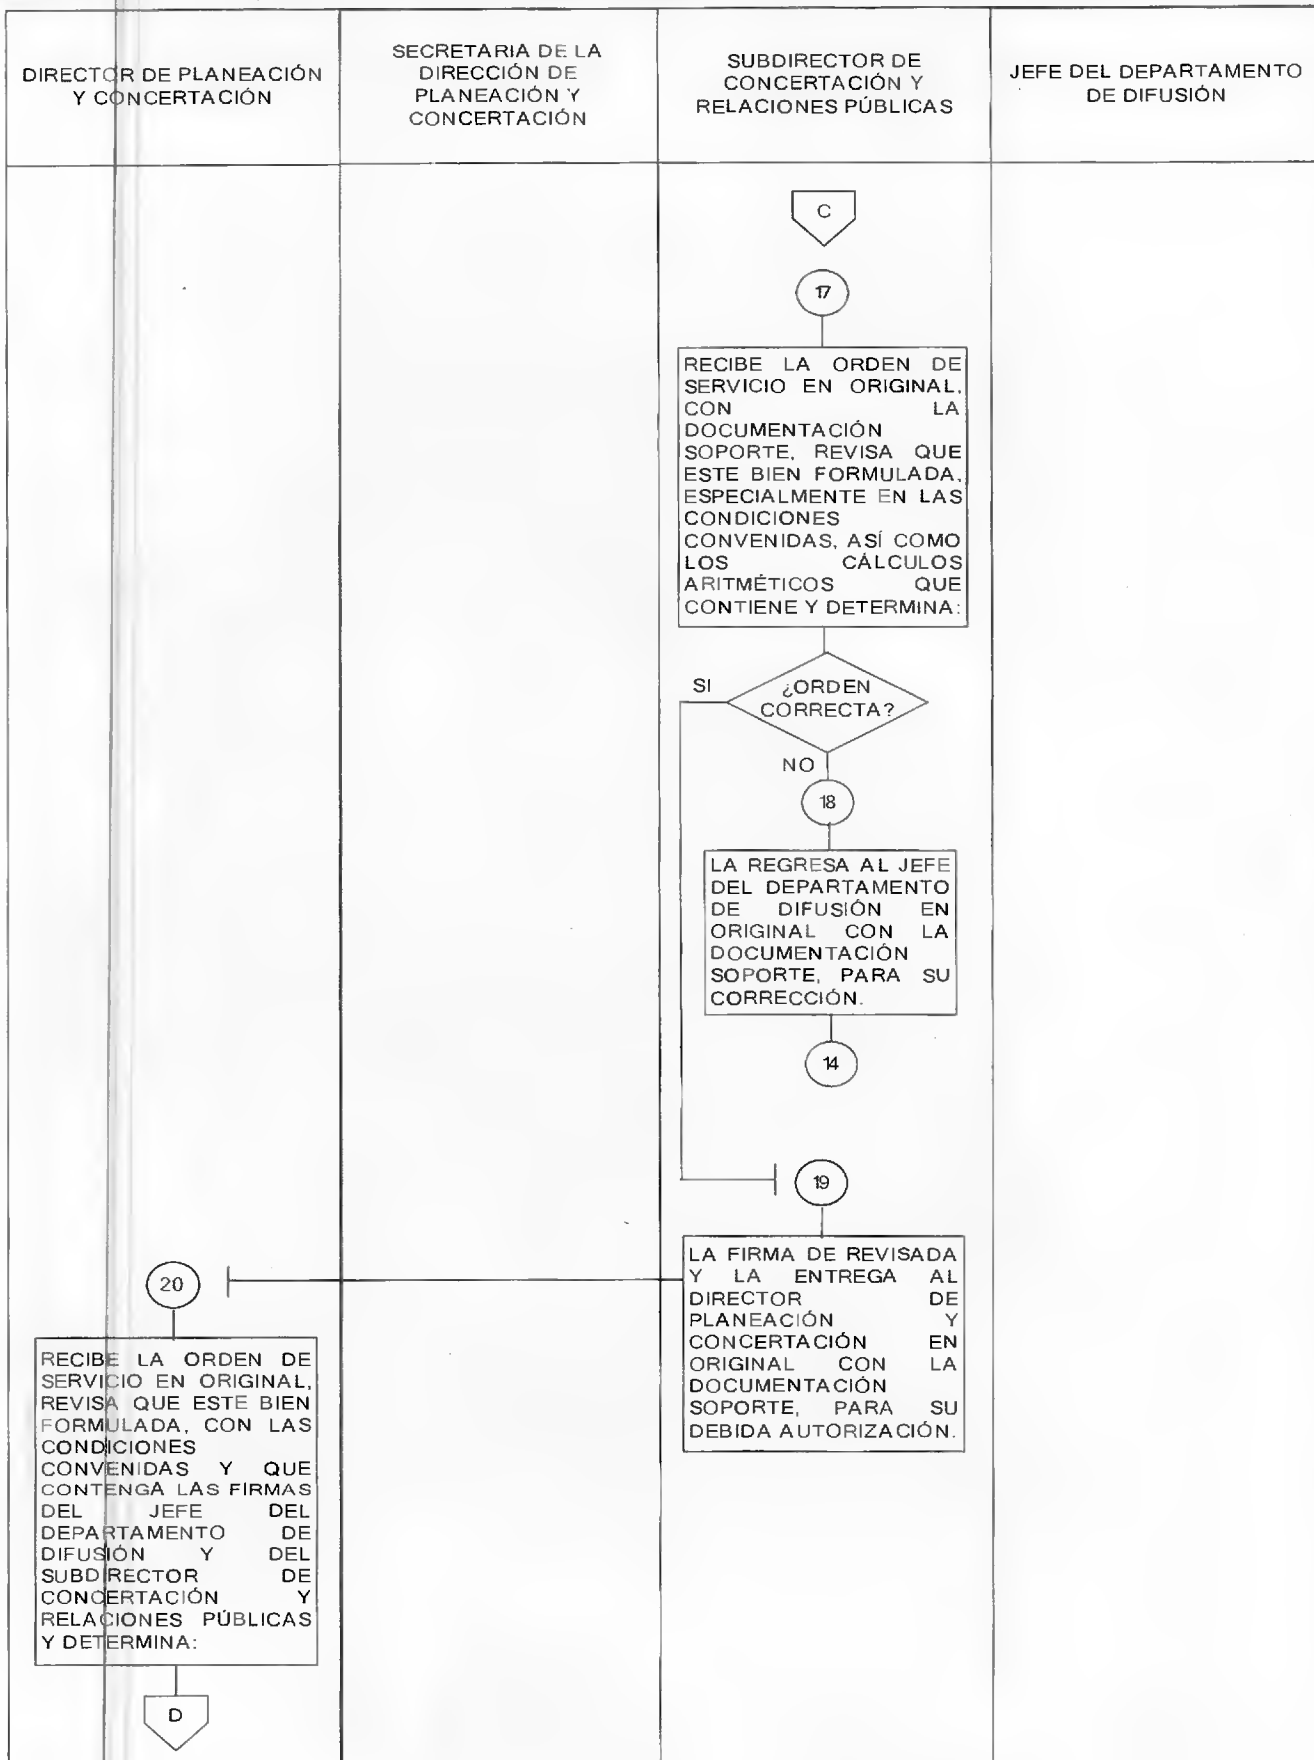 DIRECTOR DE PLANEACIÓN
Y CONCERTACIÓN
SECRETARIA DE LA
DIRECCIÓN DE
PLANEACIÓN Y
CONCERTACIÓN
SUBDIRECTOR DE
CONCERTACIÓN Y
RELACIONES PÚBLICAS
JEFE DEL DEPARTAMENTO
DE DIFUSIÓN
C
17
RECIBE LA ORDEN DE
SERVICIO EN ORIGINAL,
CON LA
DOCUMENTACIÓN
SOPORTE, REVISA QUE
ESTE BIEN FORMULADA,
ESPECIALMENTE EN LAS
CONDICIONES
CONVENIDAS, ASÍ COMO
LOS CÁLCULOS
ARITMÉTICOS QUE
CONTIENE Y DETERMINA:
SI
¿ORDEN
CORRECTA?
NO
18
LA REGRESA AL JEFE
DEL DEPARTAMENTO
DE DIFUSIÓN EN
ORIGINAL CON LA
DOCUMENTACIÓN
SOPORTE, PARA SU
CORRECCIÓN.
14
19
LA FIRMA DE REVISADA
Y LA ENTREGA AL
DIRECTOR DE
PLANEACIÓN Y
CONCERTACIÓN EN
ORIGINAL CON LA
DOCUMENTACIÓN
SOPORTE, PARA SU
DEBIDA AUTORIZACIÓN.
20
RECIBE LA ORDEN DE
SERVICIO EN ORIGINAL,
REVISA QUE ESTE BIEN
FORMULADA, CON LAS
CONDICIONES
CONVENIDAS Y QUE
CONTENGA LAS FIRMAS
DEL JEFE DEL
DEPARTAMENTO DE
DIFUSIÓN Y DEL
SUBDIRECTOR DE
CONCERTACIÓN Y
RELACIONES PÚBLICAS
Y DETERMINA:
D